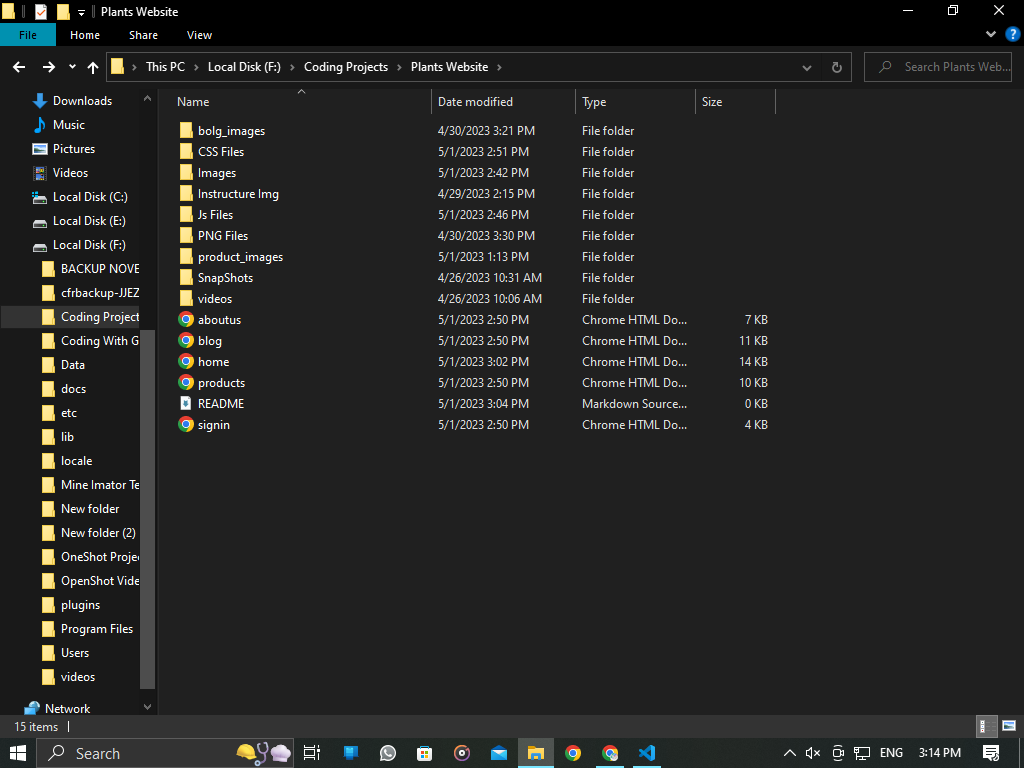 Plants Website
File Home Share View
This PC Local Disk (F:) Coding Projects Plants Website Search Plants Web...
Name Date modified Type Size
Downloads
Music
Pictures
Videos
Local Disk (C:)
Local Disk (E:)
Local Disk (F:)
BACKUP NOVE
cfrbackup-JJEZ
Coding Project
Coding With G
Data
docs
etc
lib
locale
Mine Imator Te
New folder
New folder (2)
OneShot Projec
OpenShot Vide
plugins
Program Files
Users
videos
Network
bolg_images 4/30/2023 3:21 PM File folder
CSS Files 5/1/2023 2:51 PM File folder
Images 5/1/2023 2:42 PM File folder
Instructure Img 4/29/2023 2:15 PM File folder
Js Files 5/1/2023 2:46 PM File folder
PNG Files 4/30/2023 3:30 PM File folder
product_images 5/1/2023 1:13 PM File folder
SnapShots 4/26/2023 10:31 AM File folder
videos 4/26/2023 10:06 AM File folder
aboutus 5/1/2023 2:50 PM Chrome HTML Do... 7 KB
blog 5/1/2023 2:50 PM Chrome HTML Do... 11 KB
home 5/1/2023 3:02 PM Chrome HTML Do... 14 KB
products 5/1/2023 2:50 PM Chrome HTML Do... 10 KB
README 5/1/2023 3:04 PM Markdown Source... 0 KB
signin 5/1/2023 2:50 PM Chrome HTML Do... 4 KB
15 items
Search ENG 3:14 PM